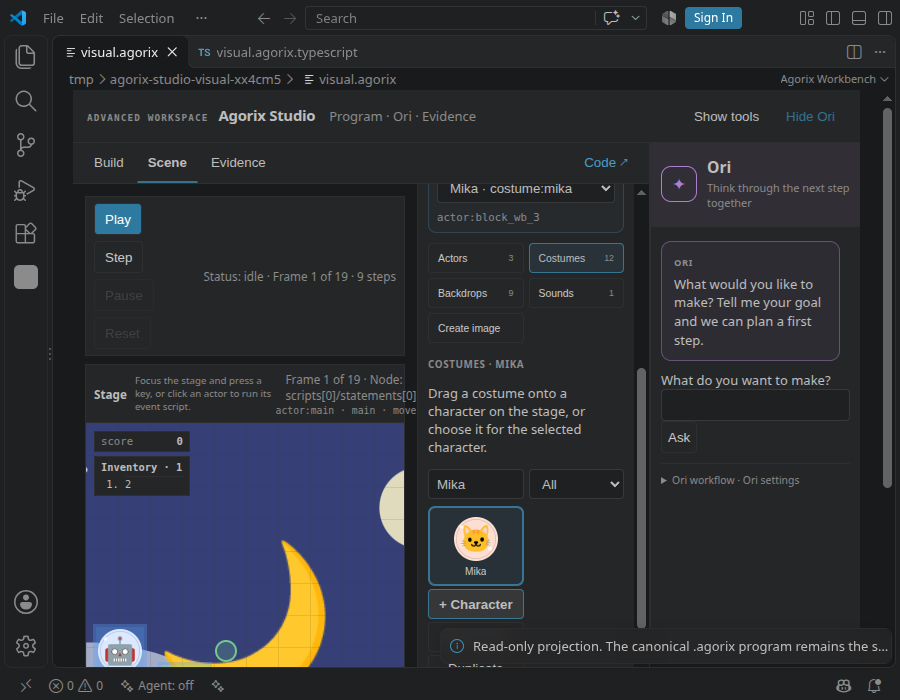 File Edit Selection ··· Search Sign In
visual.agorix
TS visual.agorix.typescript
tmp > agorix-studio-visual-xx4cm5 > visual.agorix
Agorix Workbench
ADVANCED WORKSPACE Agorix Studio Program · Ori · Evidence
Show tools Hide Ori
Build Scene Evidence Code ↗
Play
Step
Pause
Reset
Status: idle · Frame 1 of 19 · 9 steps
Stage
Focus the stage and press a
key, or click an actor to run its
event script.
Frame 1 of 19 · Node:
scripts[0]/statements[0]
actor:main · main · move
score 0
Inventory · 1
1. 2
Mika · costume:mika
actor:block_wb_3
Actors 3
Costumes 12
Backdrops 9
Sounds 1
Create image
COSTUMES · MIKA
Drag a costume onto a
character on the stage, or
choose it for the selected
character.
Mika
All
Mika
+ Character
Ori
Think through the next step
together
ORI
What would you like to
make? Tell me your goal
and we can plan a first
step.
What do you want to make?
Ask
Ori workflow · Ori settings
Read-only projection. The canonical .agorix program remains the s...
0 0 Agent: off